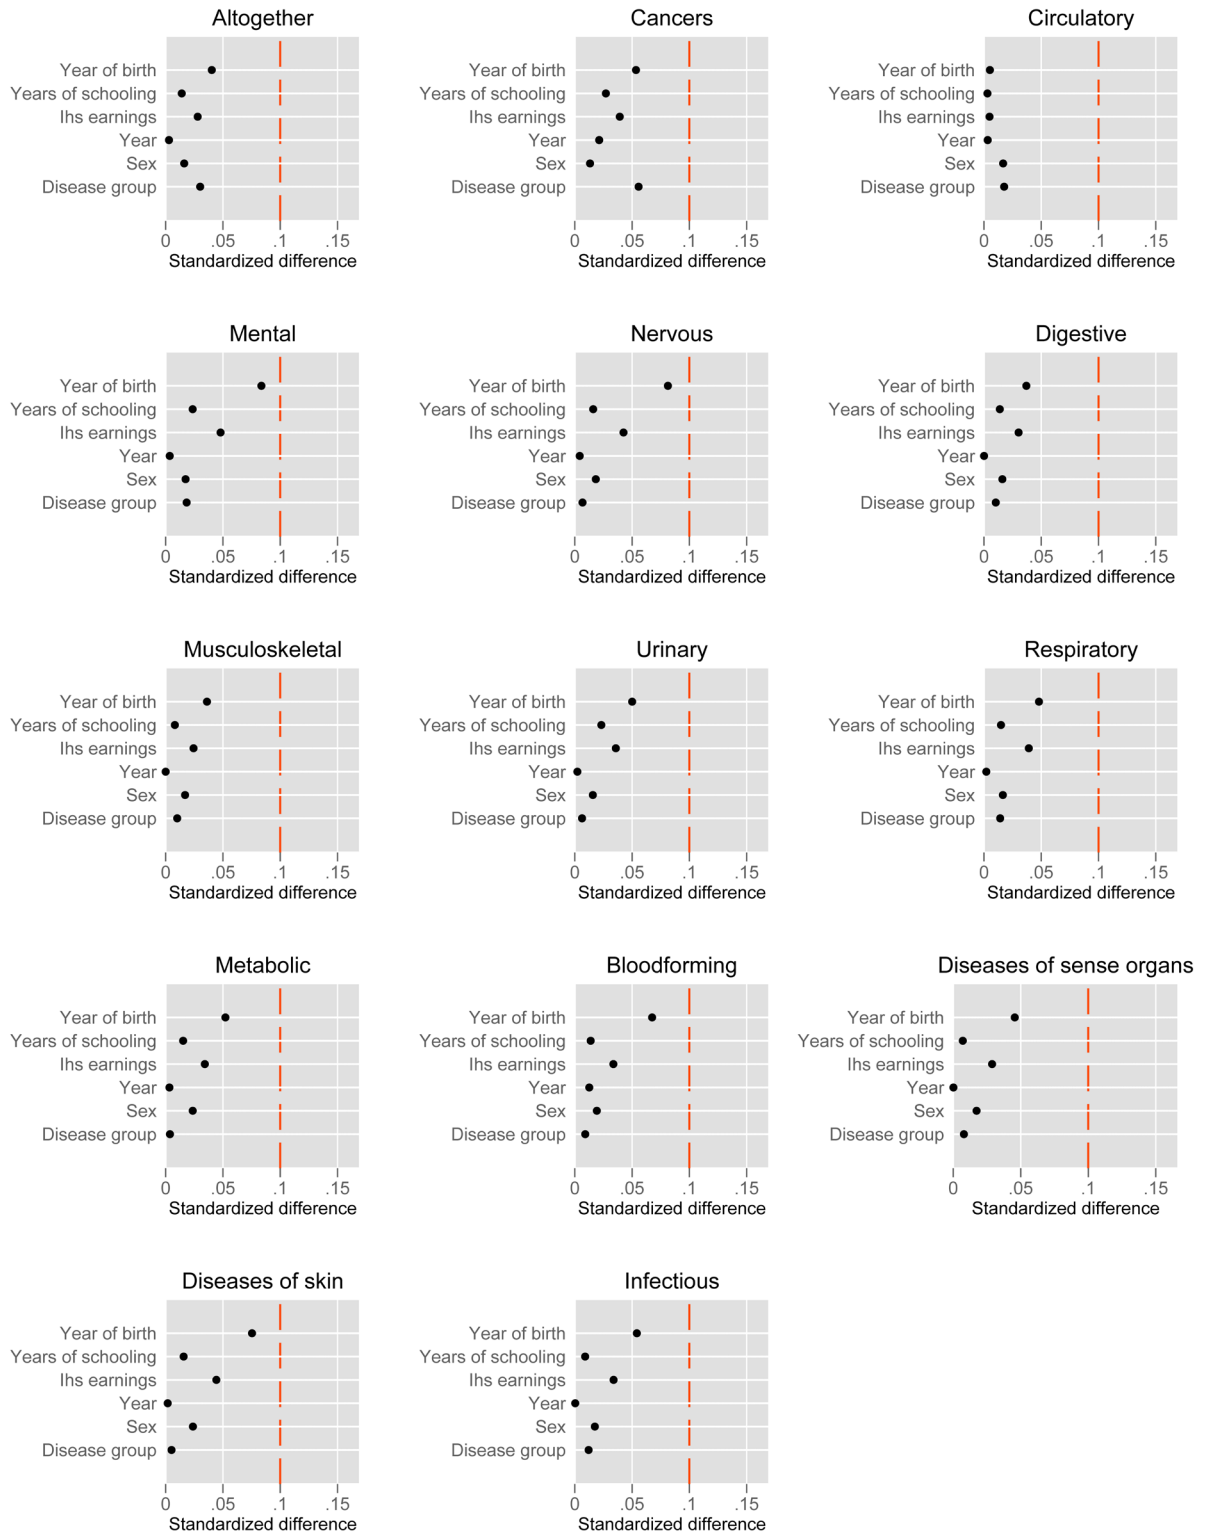 Altogether
Year of birth
Years of schooling
Ihs earnings
Year
Sex
Disease group
0 .05 .1 .15
Standardized difference
Cancers
Year of birth
Years of schooling
Ihs earnings
Year
Sex
Disease group
0 .05 .1 .15
Standardized difference
Circulatory
Year of birth
Years of schooling
Ihs earnings
Year
Sex
Disease group
0 .05 .1 .15
Standardized difference
Mental
Year of birth
Years of schooling
Ihs earnings
Year
Sex
Disease group
0 .05 .1 .15
Standardized difference
Nervous
Year of birth
Years of schooling
Ihs earnings
Year
Sex
Disease group
0 .05 .1 .15
Standardized difference
Digestive
Year of birth
Years of schooling
Ihs earnings
Year
Sex
Disease group
0 .05 .1 .15
Standardized difference
Musculoskeletal
Year of birth
Years of schooling
Ihs earnings
Year
Sex
Disease group
0 .05 .1 .15
Standardized difference
Urinary
Year of birth
Years of schooling
Ihs earnings
Year
Sex
Disease group
0 .05 .1 .15
Standardized difference
Respiratory
Year of birth
Years of schooling
Ihs earnings
Year
Sex
Disease group
0 .05 .1 .15
Standardized difference
Metabolic
Year of birth
Years of schooling
Ihs earnings
Year
Sex
Disease group
0 .05 .1 .15
Standardized difference
Bloodforming
Year of birth
Years of schooling
Ihs earnings
Year
Sex
Disease group
0 .05 .1 .15
Standardized difference
Diseases of sense organs
Year of birth
Years of schooling
Ihs earnings
Year
Sex
Disease group
0 .05 .1 .15
Standardized difference
Diseases of skin
Year of birth
Years of schooling
Ihs earnings
Year
Sex
Disease group
0 .05 .1 .15
Standardized difference
Infectious
Year of birth
Years of schooling
Ihs earnings
Year
Sex
Disease group
0 .05 .1 .15
Standardized difference